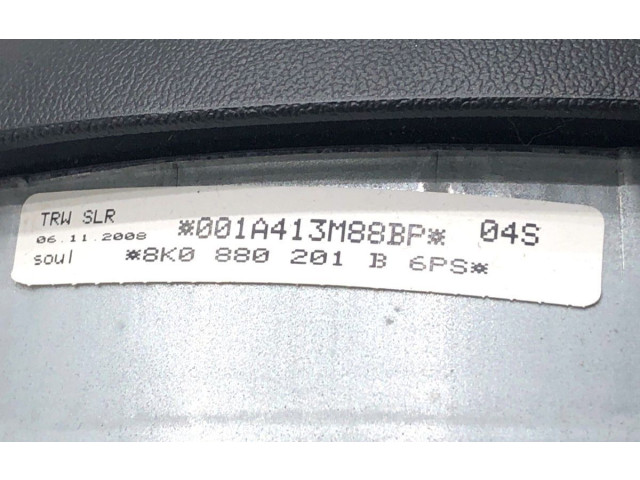 TRW SLR *001A413M88BP* 04S
06.11.2008
soul *8K0 880 201 B 6PS*